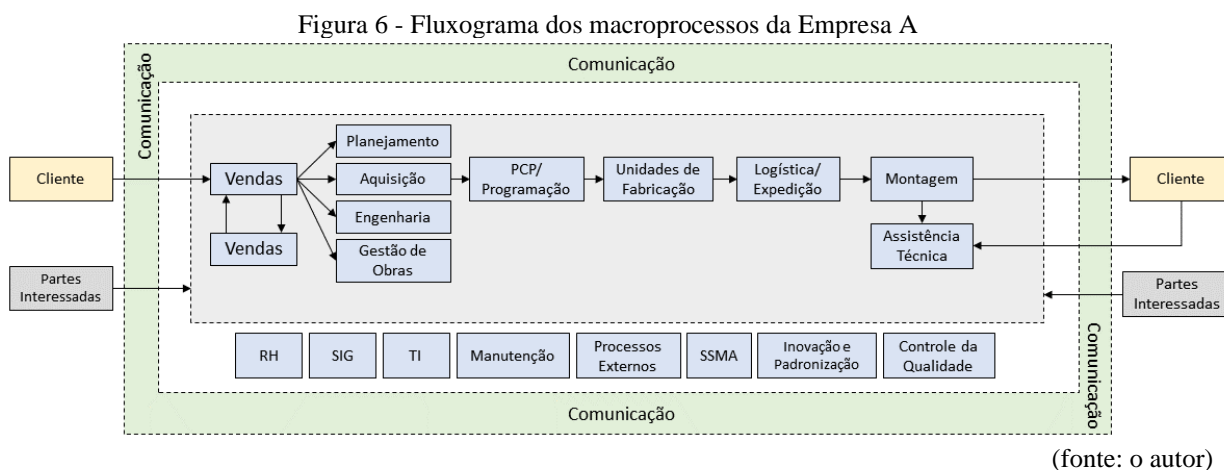 Figura 6 - Fluxograma dos macroprocessos da Empresa A
Comunicação
Comunicação
Cliente
Partes
Interessadas
Vendas
Vendas
Planejamento
Aquisição
Engenharia
Gestão de
Obras
PCP/
Programação
Unidades de
Fabricação
Logística/
Expedição
Montagem
Assistência
Técnica
Cliente
Partes
Interessadas
RH
SIG
TI
Manutenção
Processos
Externos
SSMA
Inovação e
Padronização
Controle da
Qualidade
Comunicação
Comunicação
(fonte: o autor)